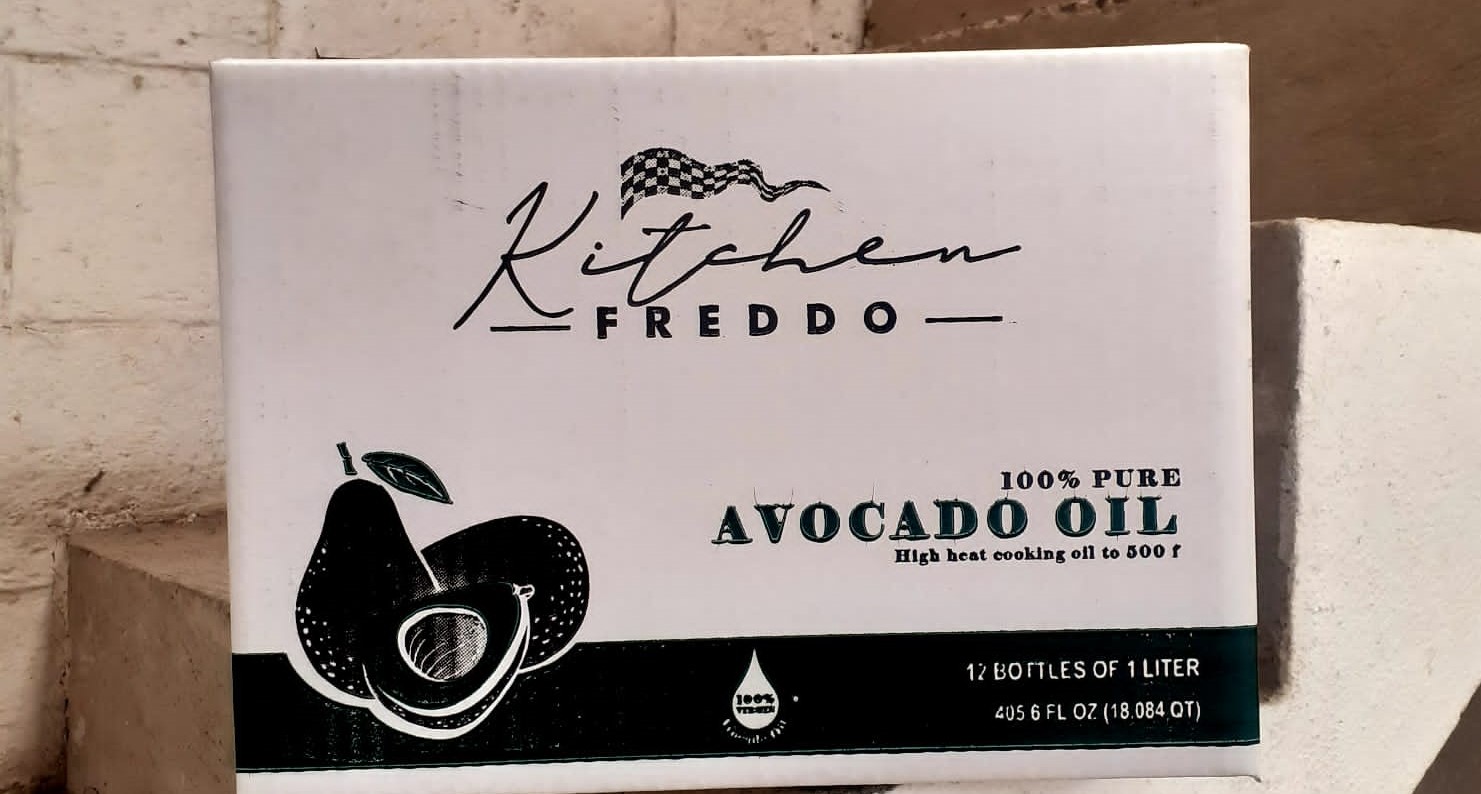 Kitchen
FREDDO
100% PURE
AVOCADO OIL
High heat cooking oil to 500 f
12 BOTTLES OF 1 LITER
405.6 FL OZ (18.084 QT)
100%